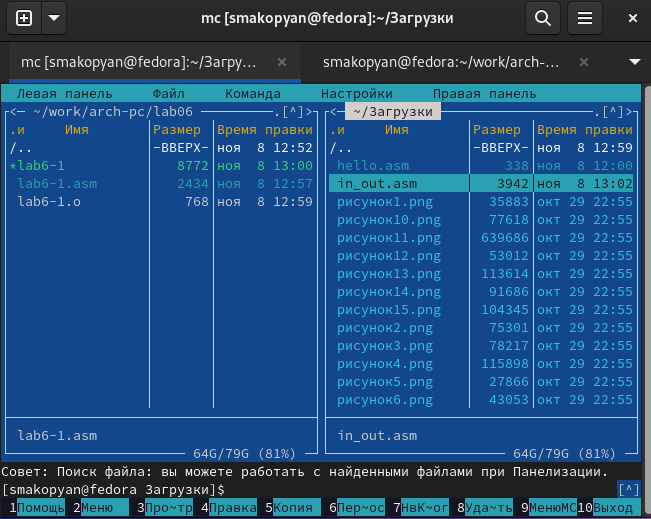 mc [smakopyan@fedora]:~/Загрузки
mc [smakopyan@fedora]:~/Загру...
smakopyan@fedora:~/work/arch-...
Левая панель Файл Команда Настройки Правая панель
<— ~/work/arch-pc/lab06 .[^]> <— ~/Загрузки .[^]>
.и Имя Размер Время правки .и Имя Размер Время правки
/.. -ВВЕРХ- ноя 8 12:52 /.. -ВВЕРХ- ноя 8 12:59
*lab6-1 8772 ноя 8 13:00 hello.asm 338 ноя 8 12:00
lab6-1.asm 2434 ноя 8 12:57 in_out.asm 3942 ноя 8 13:02
lab6-1.o 768 ноя 8 12:59 рисунок1.png 35883 окт 29 22:55
рисунок10.png 77618 окт 29 22:55
рисунок11.png 639686 окт 29 22:55
рисунок12.png 53012 окт 29 22:55
рисунок13.png 113614 окт 29 22:55
рисунок14.png 91686 окт 29 22:55
рисунок15.png 104345 окт 29 22:55
рисунок2.png 75301 окт 29 22:55
рисунок3.png 78217 окт 29 22:55
рисунок4.png 115898 окт 29 22:55
рисунок5.png 27866 окт 29 22:55
рисунок6.png 43053 окт 29 22:55
lab6-1.asm in_out.asm
64G/79G (81%) 64G/79G (81%)
Совет: Поиск файла: вы можете работать с найденными файлами при Панелизации.
[smakopyan@fedora Загрузки]$ [^]
1Помощь 2Меню 3Про~тр 4Правка 5Копия 6Пер~ос 7НвК~ог 8Уда~ть 9МенюMC 10Выход